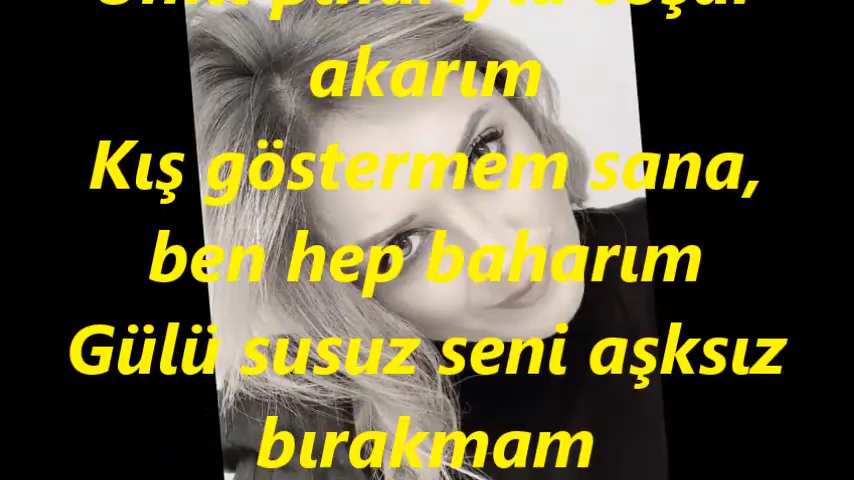 akarım
Kış göstermem sana,
ben hep baharım
Gülü susuz seni aşksız
bırakmam